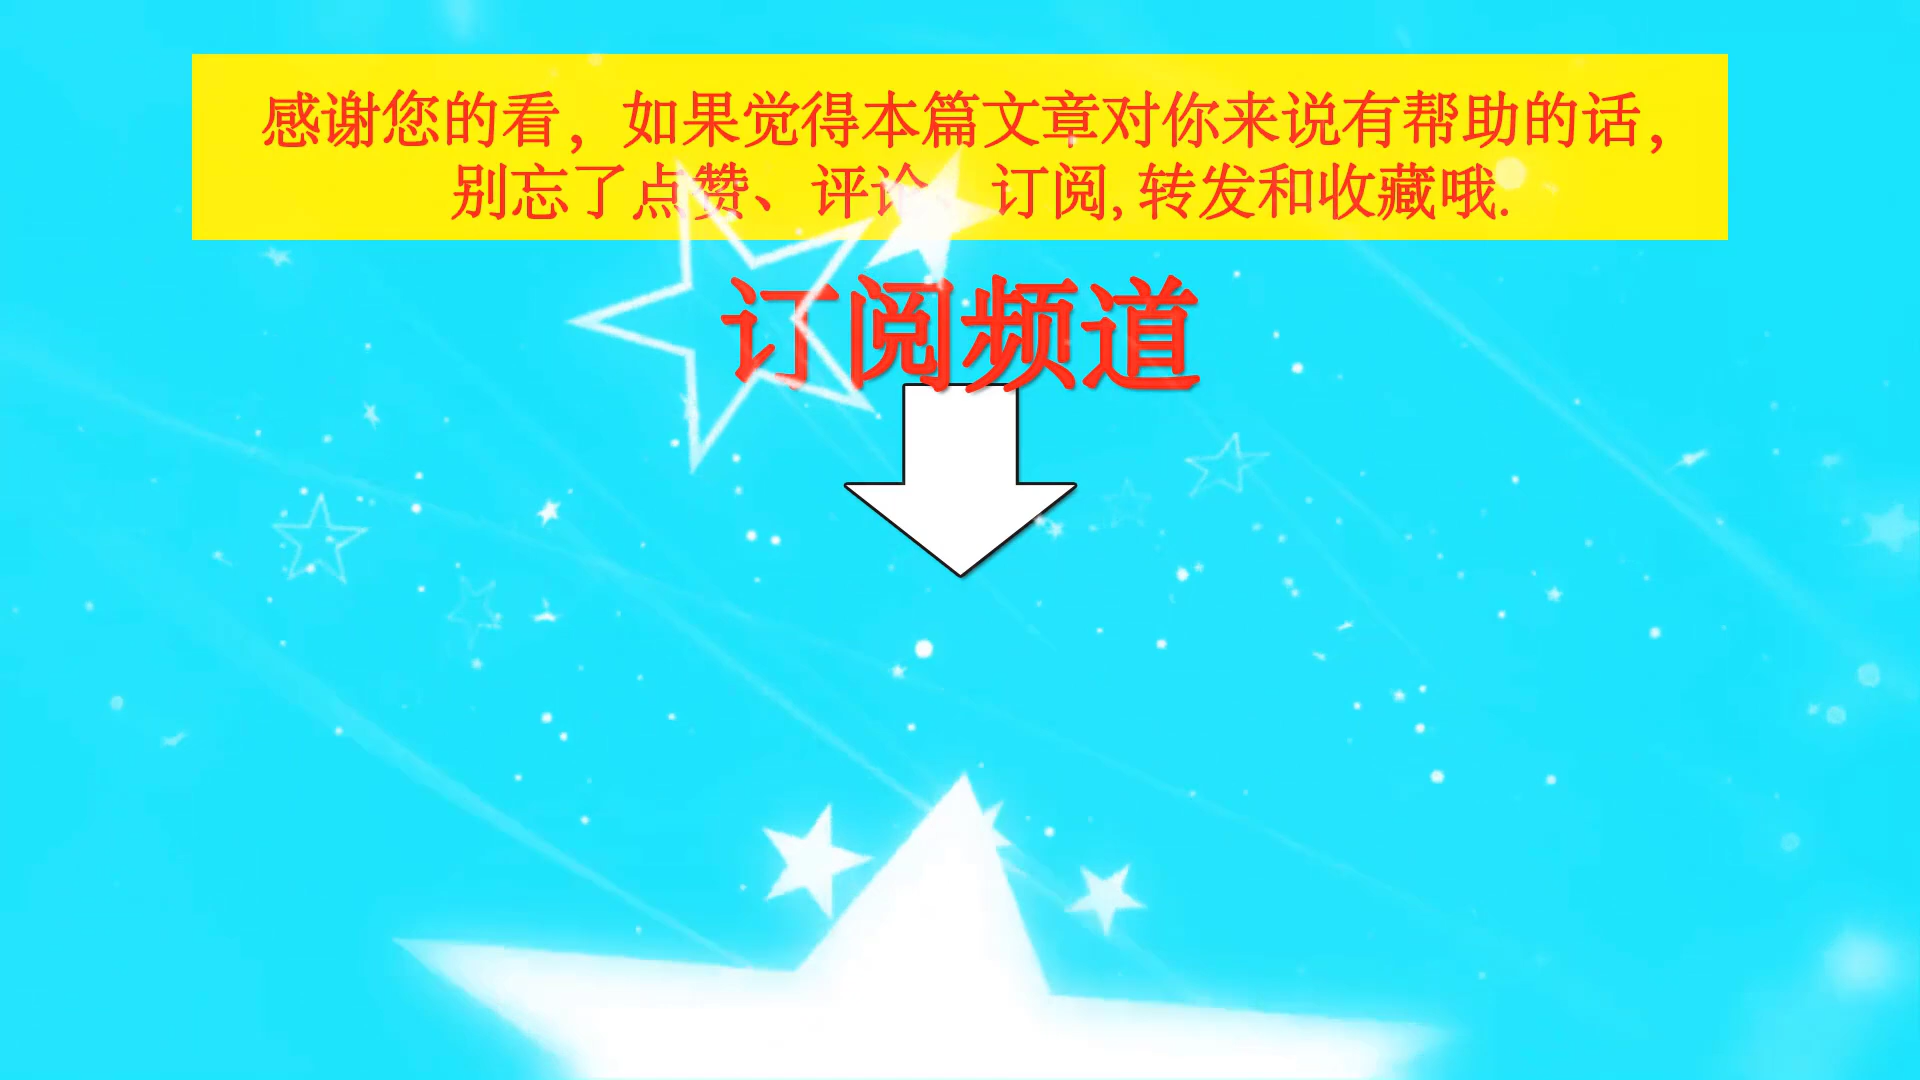 感谢您的看，如果觉得本篇文章对你来说有帮助的话，
别忘了点赞、评论、订阅,转发和收藏哦.
订阅频道